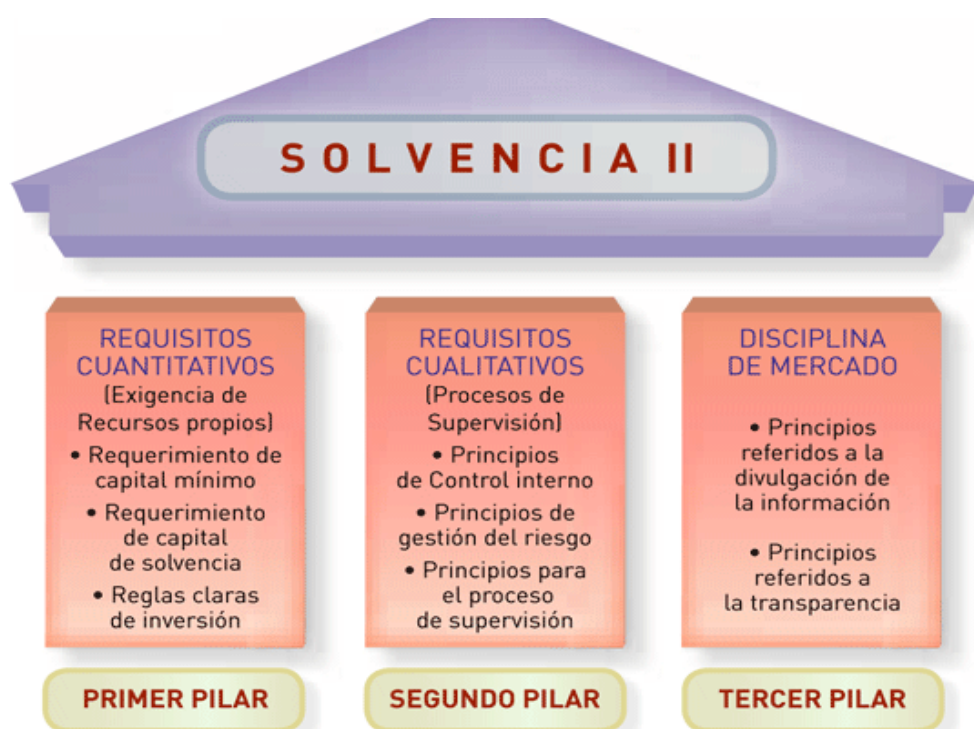 SOLVENCIA II
REQUISITOS
CUANTITATIVOS
(Exigencia de
Recursos propios)
• Requerimiento de
capital mínimo
• Requerimiento
de capital
de solvencia
• Reglas claras
de inversión
PRIMER PILAR
REQUISITOS
CUALITATIVOS
(Procesos de
Supervisión)
• Principios
de Control interno
• Principios de
gestión del riesgo
• Principios para
el proceso
de supervisión
SEGUNDO PILAR
DISCIPLINA
DE MERCADO
• Principios
referidos a la
divulgación de
la información
• Principios
referidos a
la transparencia
TERCER PILAR